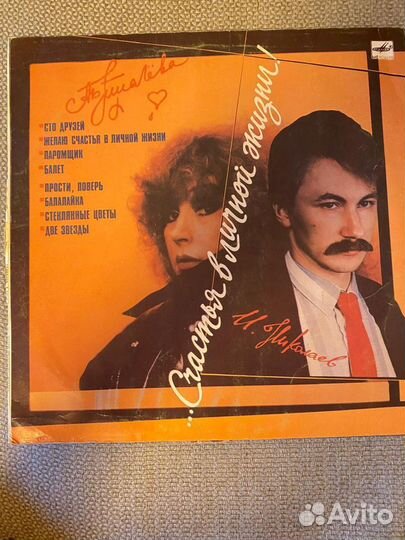 А Пугачёва
СТО ДРУЗЕЙ
ЖЕЛАЮ СЧАСТЬЯ В ЛИЧНОЙ ЖИЗНИ
ПАРОМЩИК
БАЛЕТ
ПРОСТИ, ПОВЕРЬ
БАЛАЛАЙКА
СТЕКЛЯННЫЕ ЦВЕТЫ
ДВЕ ЗВЕЗДЫ
...Счастья в личной жизни!
И. Николаев
Avito